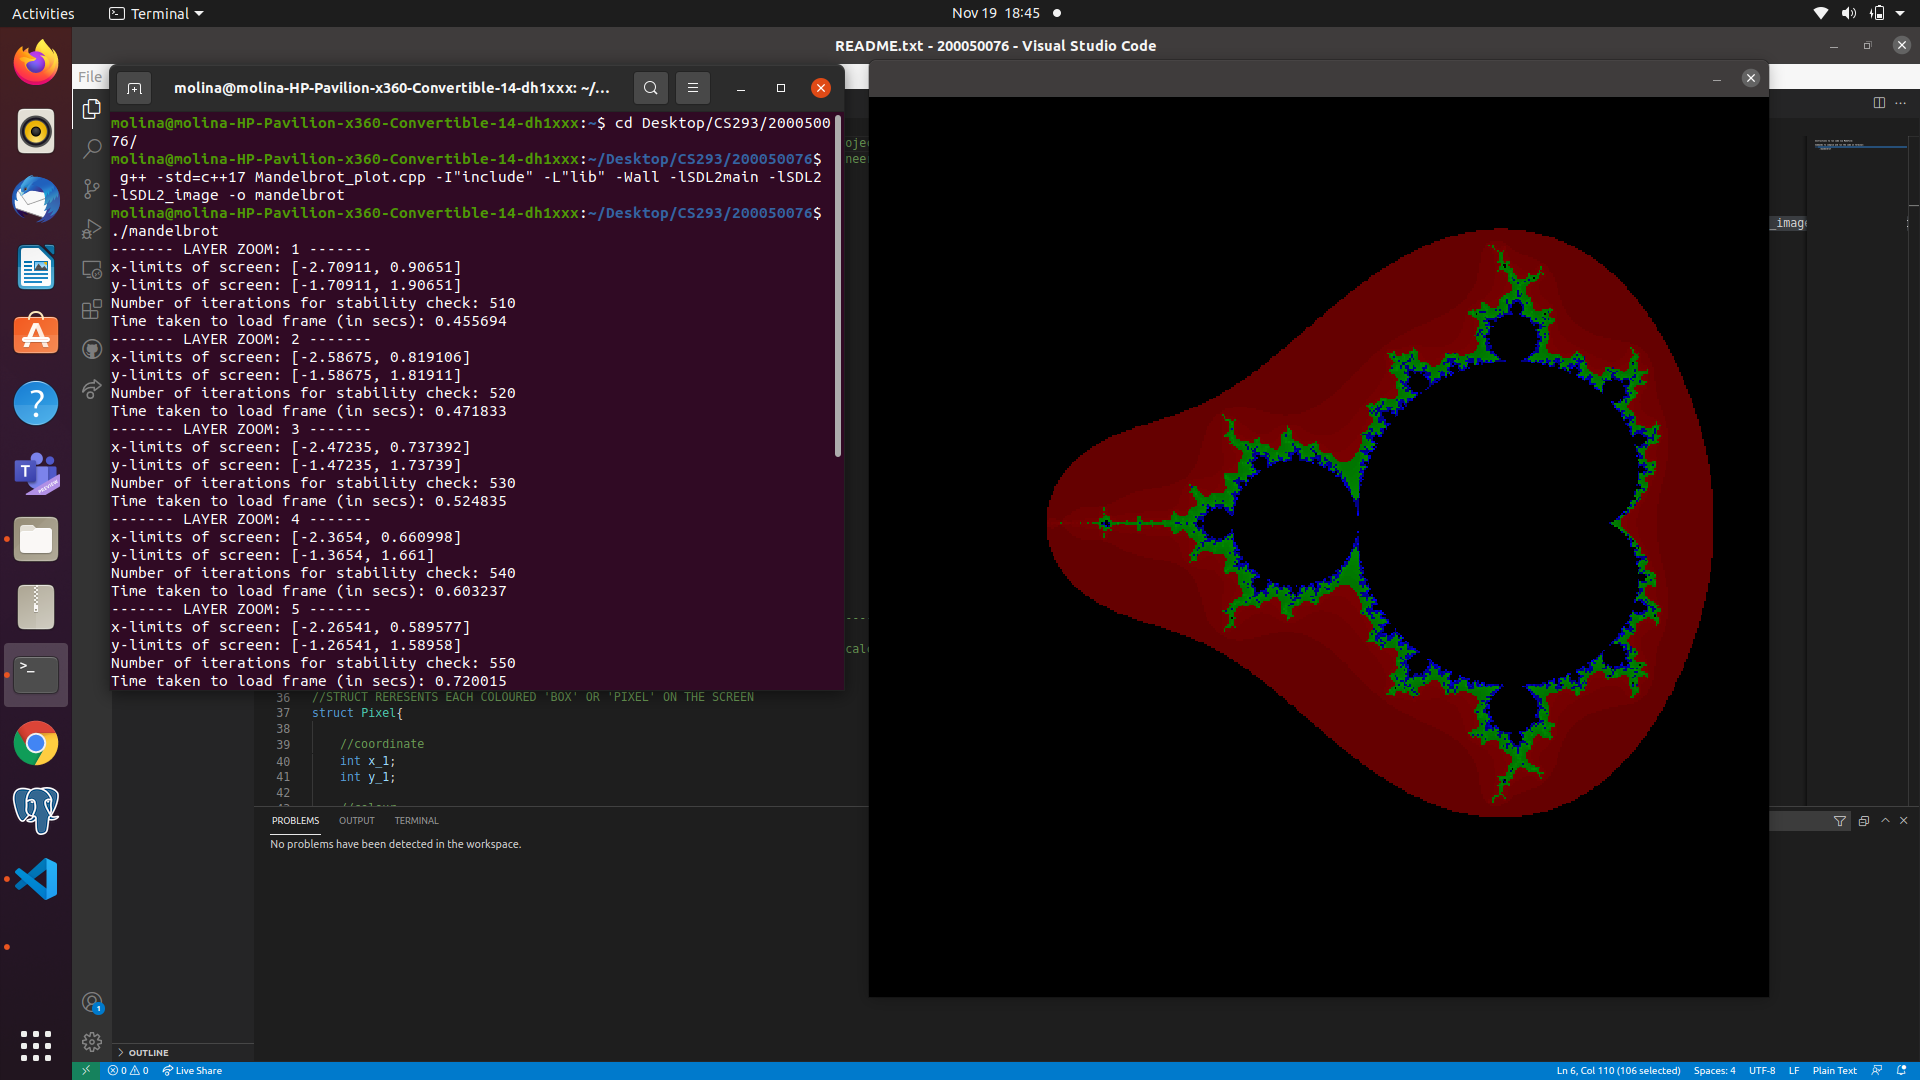 Activities
Terminal
Nov 19 18:45
README.txt - 200050076 - Visual Studio Code
File
molina@molina-HP-Pavilion-x360-Convertible-14-dh1xxx: ~/...
molina@molina-HP-Pavilion-x360-Convertible-14-dh1xxx:~$ cd Desktop/CS293/2000500
76/
molina@molina-HP-Pavilion-x360-Convertible-14-dh1xxx:~/Desktop/CS293/200050076$
g++ -std=c++17 Mandelbrot_plot.cpp -I"include" -L"lib" -Wall -lSDL2main -lSDL2
-lSDL2_image -o mandelbrot
molina@molina-HP-Pavilion-x360-Convertible-14-dh1xxx:~/Desktop/CS293/200050076$
./mandelbrot
------- LAYER ZOOM: 1 -------
x-limits of screen: [-2.70911, 0.90651]
y-limits of screen: [-1.70911, 1.90651]
Number of iterations for stability check: 510
Time taken to load frame (in secs): 0.455694
------- LAYER ZOOM: 2 -------
x-limits of screen: [-2.58675, 0.819106]
y-limits of screen: [-1.58675, 1.81911]
Number of iterations for stability check: 520
Time taken to load frame (in secs): 0.471833
------- LAYER ZOOM: 3 -------
x-limits of screen: [-2.47235, 0.737392]
y-limits of screen: [-1.47235, 1.73739]
Number of iterations for stability check: 530
Time taken to load frame (in secs): 0.524835
------- LAYER ZOOM: 4 -------
x-limits of screen: [-2.3654, 0.660998]
y-limits of screen: [-1.3654, 1.661]
Number of iterations for stability check: 540
Time taken to load frame (in secs): 0.603237
------- LAYER ZOOM: 5 -------
x-limits of screen: [-2.26541, 0.589577]
y-limits of screen: [-1.26541, 1.58958]
Number of iterations for stability check: 550
Time taken to load frame (in secs): 0.720015
ojec
neer
_image
----
calc
36 //STRUCT RERESENTS EACH COLOURED 'BOX' OR 'PIXEL' ON THE SCREEN
37 struct Pixel{
38
39 //coordinate
40 int x_1;
41 int y_1;
42
PROBLEMS
OUTPUT
TERMINAL
No problems have been detected in the workspace.
OUTLINE
0 0
Live Share
Ln 6, Col 110 (106 selected)
Spaces: 4
UTF-8
LF
Plain Text